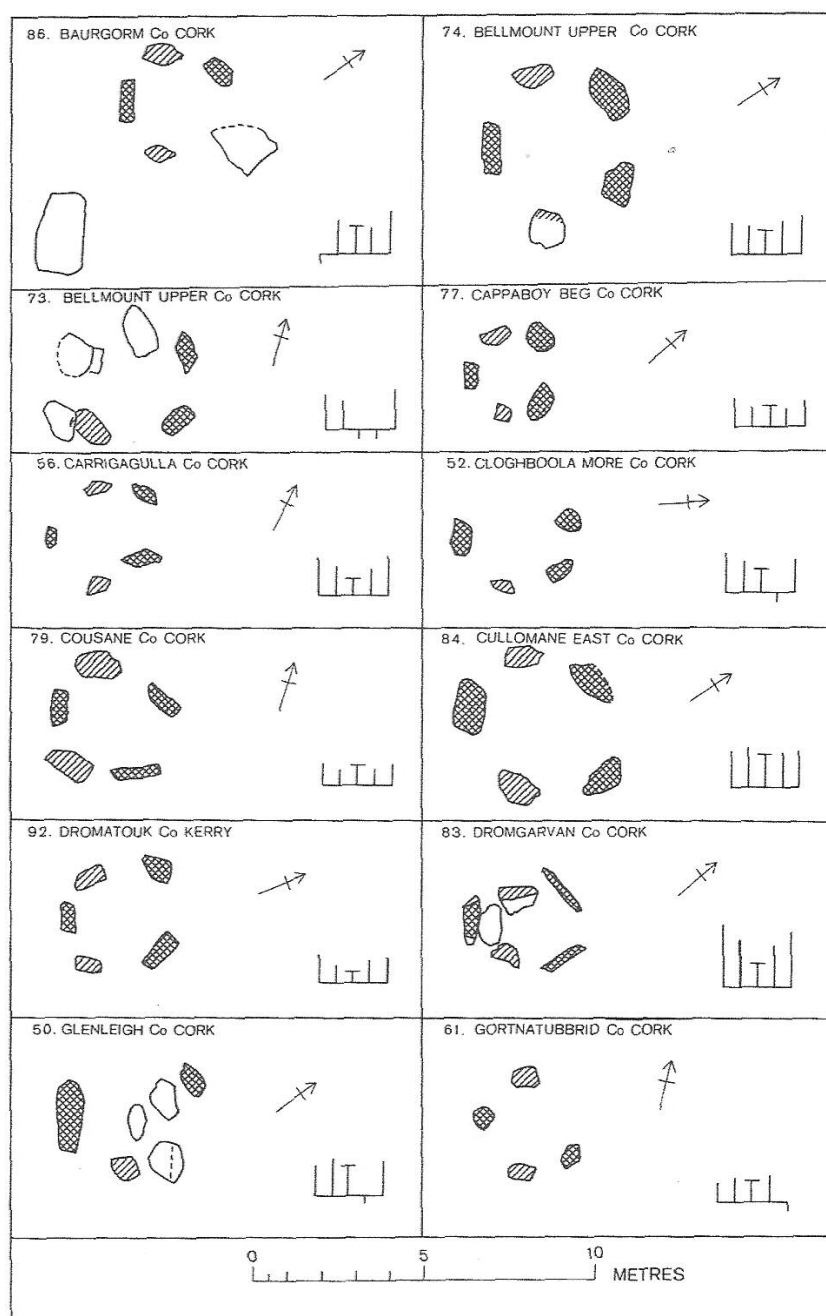 86. BAURGORM Co CORK
74. BELLMOUNT UPPER Co CORK
73. BELLMOUNT UPPER Co CORK
77. CAPPABOY BEG Co CORK
56. CARRIGAGULLA Co CORK
52. CLOGHBOOLA MORE Co CORK
79. COUSANE Co CORK
84. CULLOMANE EAST Co CORK
92. DROMATOUK Co KERRY
83. DROMGARVAN Co CORK
50. GLENLEIGH Co CORK
61. GORTNATUBBRID Co CORK
0 5 10
METRES